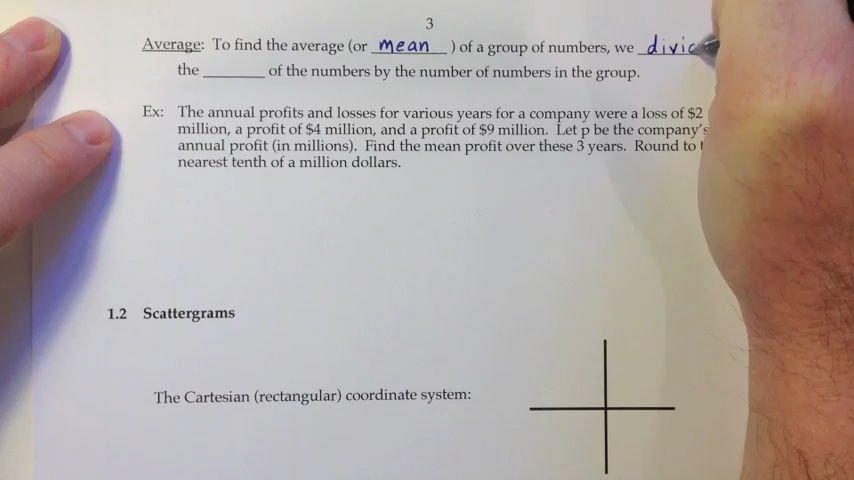 3
Average: To find the average (or mean ) of a group of numbers, we divi
the ________ of the numbers by the number of numbers in the group.
Ex: The annual profits and losses for various years for a company were a loss of $2
million, a profit of $4 million, and a profit of $9 million. Let p be the company's
annual profit (in millions). Find the mean profit over these 3 years. Round to
nearest tenth of a million dollars.
1.2 Scattergrams
The Cartesian (rectangular) coordinate system: